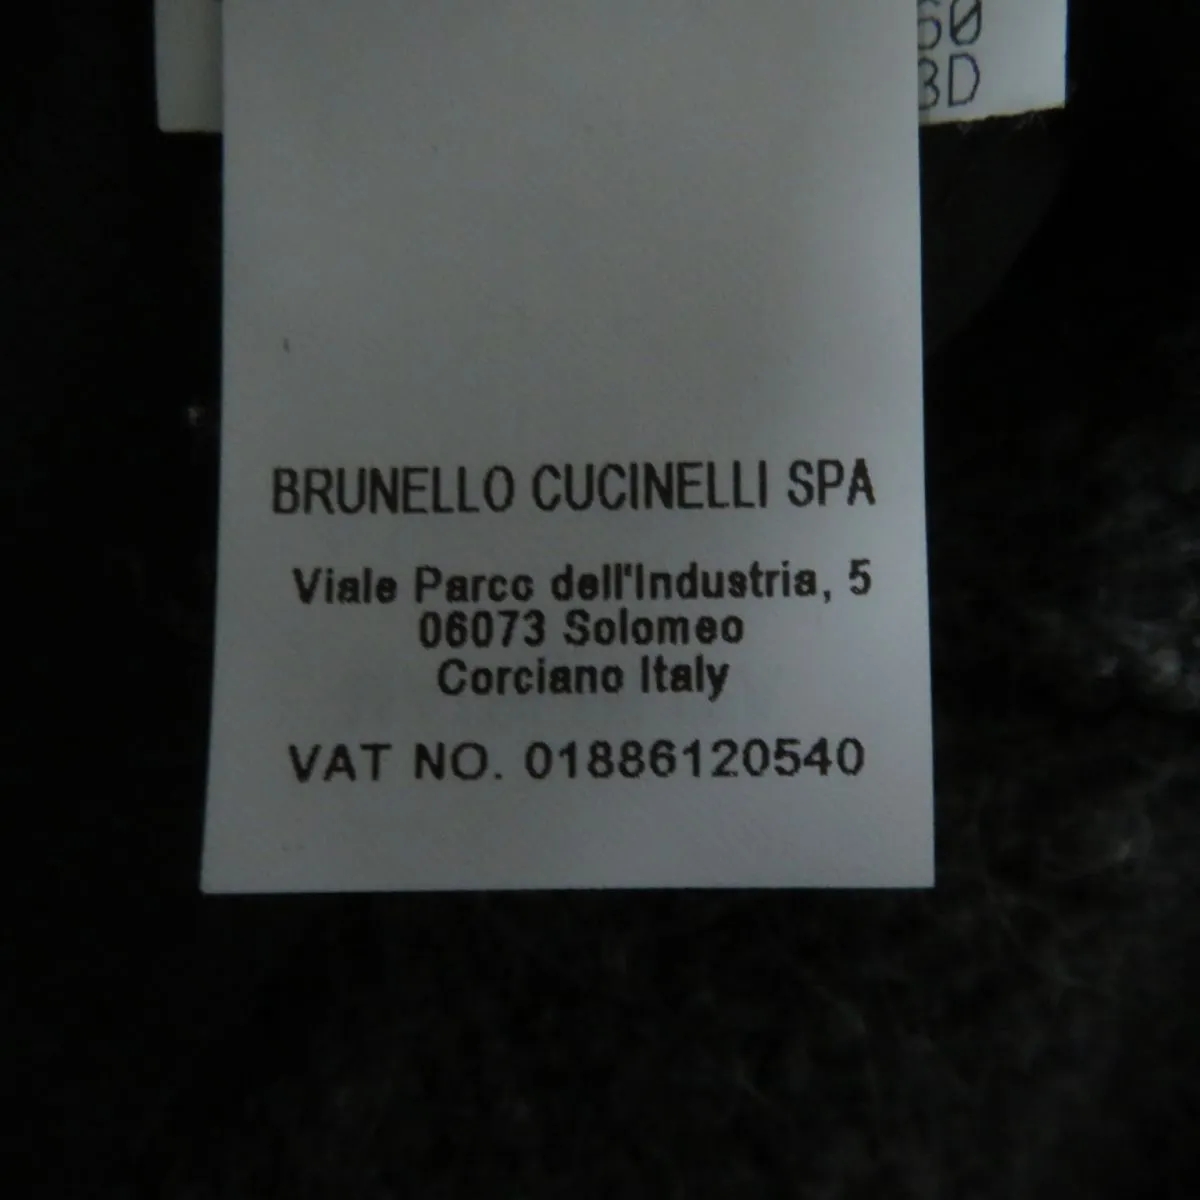 BRUNELLO CUCINELLI SPA
Viale Parco dell'Industria, 5
06073 Solomeo
Corciano Italy
VAT NO. 01886120540